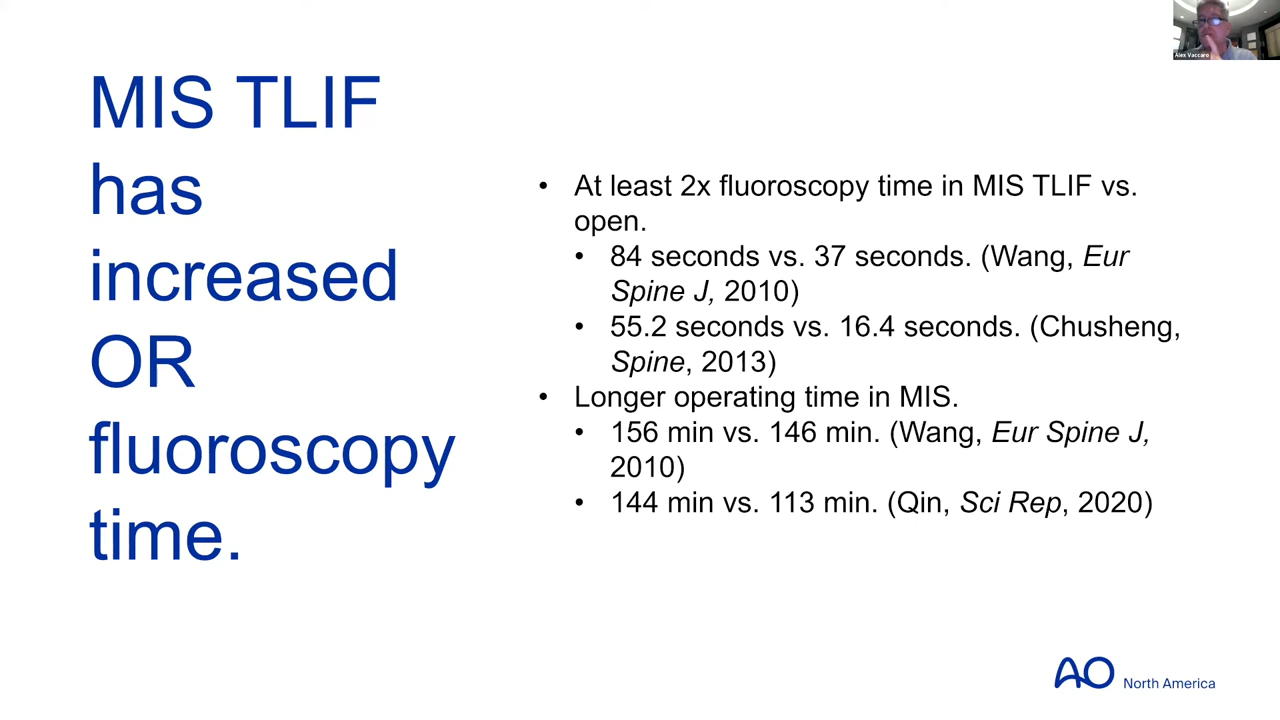 MIS TLIF
has
increased
OR
fluoroscopy
time.
• At least 2x fluoroscopy time in MIS TLIF vs.
open.
• 84 seconds vs. 37 seconds. (Wang, Eur
Spine J, 2010)
• 55.2 seconds vs. 16.4 seconds. (Chusheng,
Spine, 2013)
• Longer operating time in MIS.
• 156 min vs. 146 min. (Wang, Eur Spine J,
2010)
• 144 min vs. 113 min. (Qin, Sci Rep, 2020)
Alex Vaccaro
AO North America